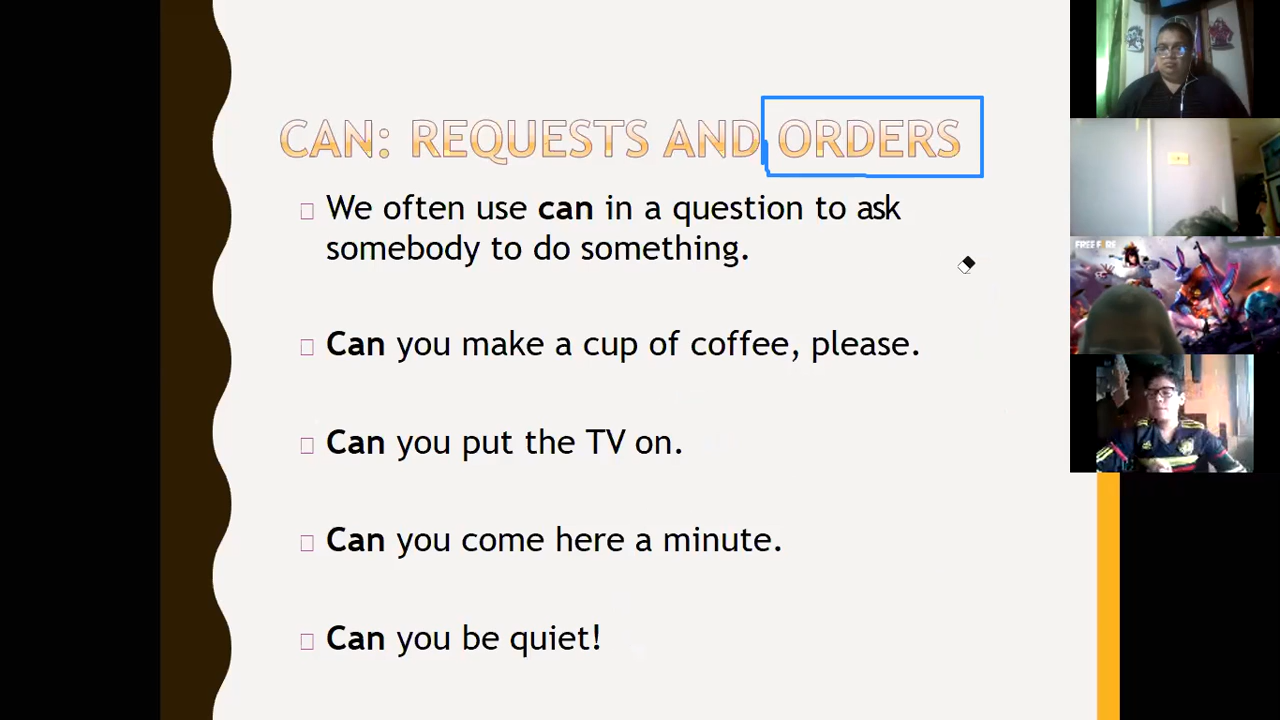 CAN: REQUESTS AND ORDERS
We often use can in a question to ask
somebody to do something.
Can you make a cup of coffee, please.
Can you put the TV on.
Can you come here a minute.
Can you be quiet!
FREE FIRE